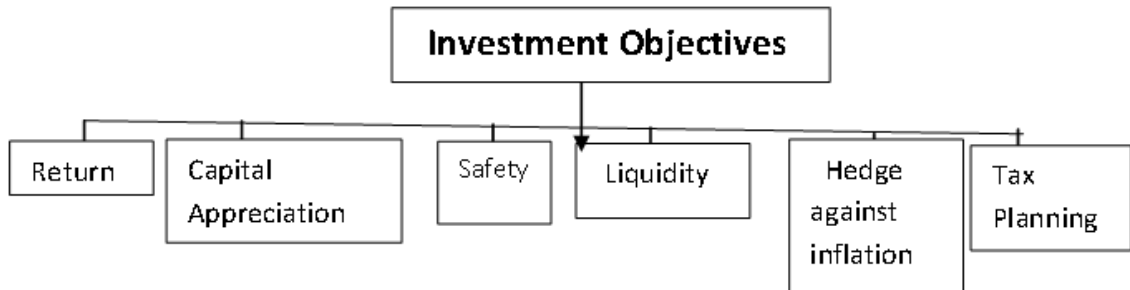 Investment Objectives
Return
Capital
Appreciation
Safety
Liquidity
Hedge
against
inflation
Tax
Planning